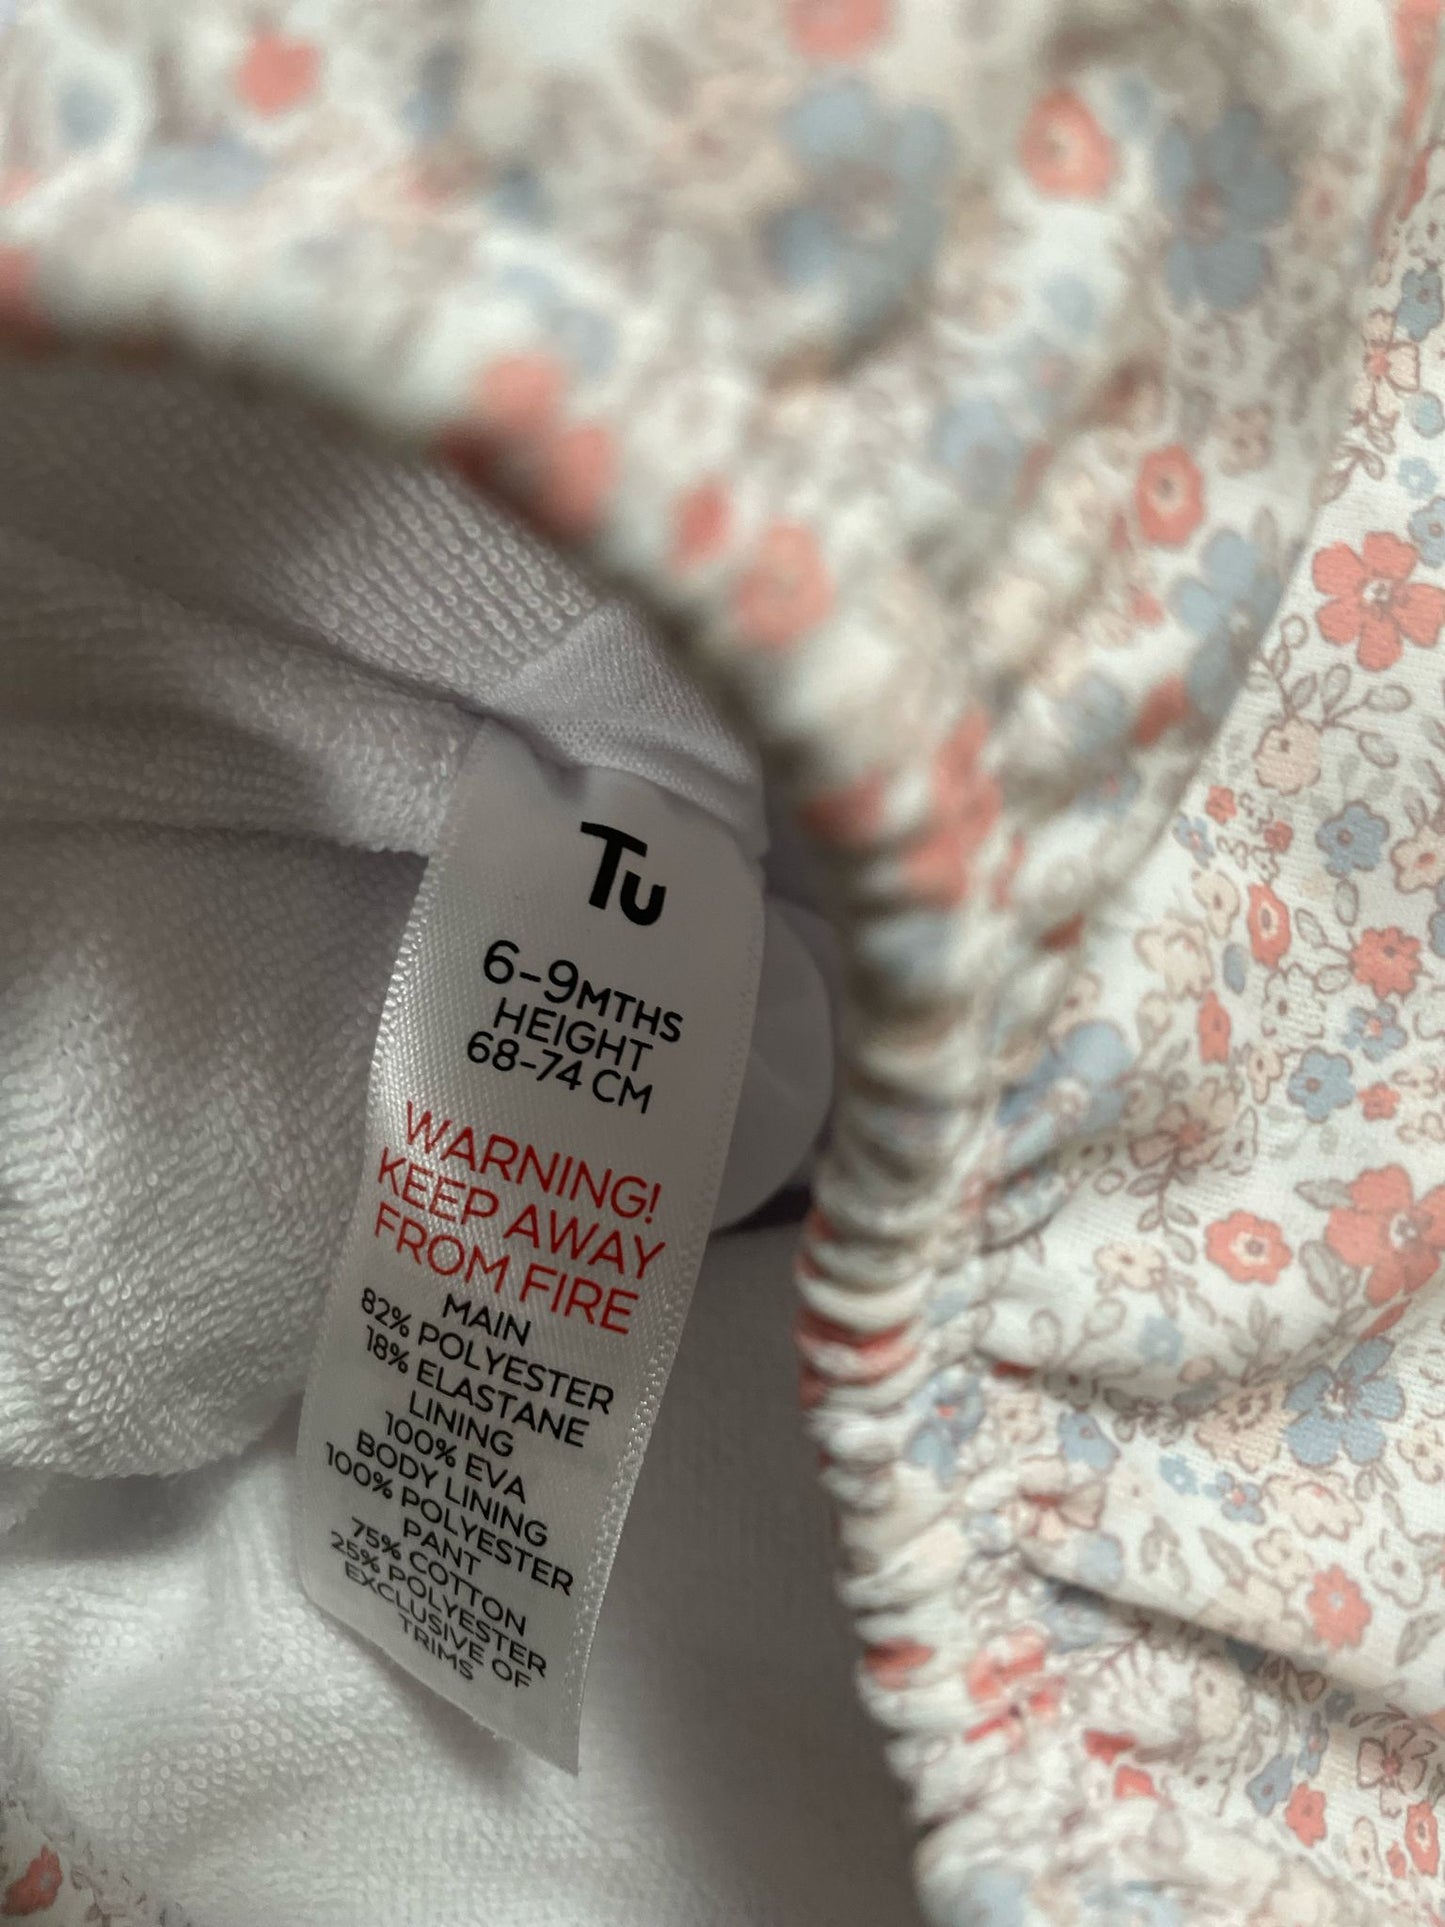 Tu
6-9MTHS
HEIGHT
68-74 CM
WARNING!
KEEP AWAY
FROM FIRE
MAIN
82% POLYESTER
18% ELASTANE
LINING
100% EVA
BODY LINING
100% POLYESTER
PANT
75% COTTON
25% POLYESTER
EXCLUSIVE OF
TRIMS